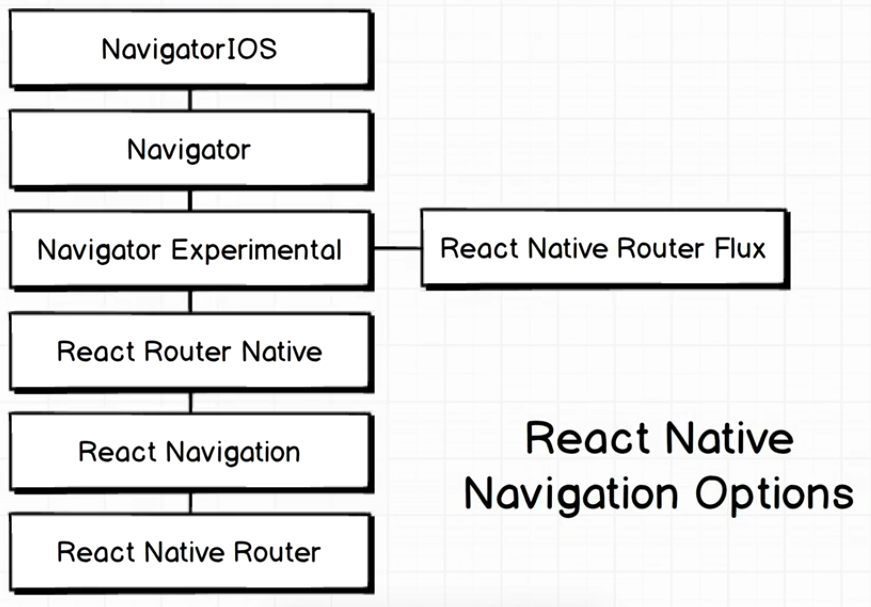 NavigatorIOS
Navigator
Navigator Experimental
React Native Router Flux
React Router Native
React Navigation
React Native Router
React Native
Navigation Options